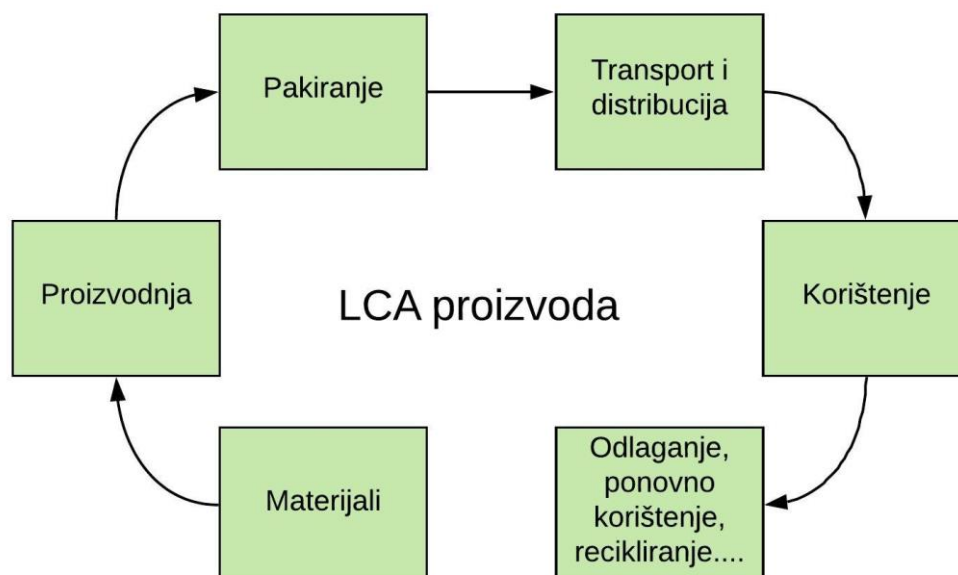 Pakiranje
Transport i
distribucija
Proizvodnja
LCA proizvoda
Korištenje
Materijali
Odlaganje,
ponovno
korištenje,
recikliranje....